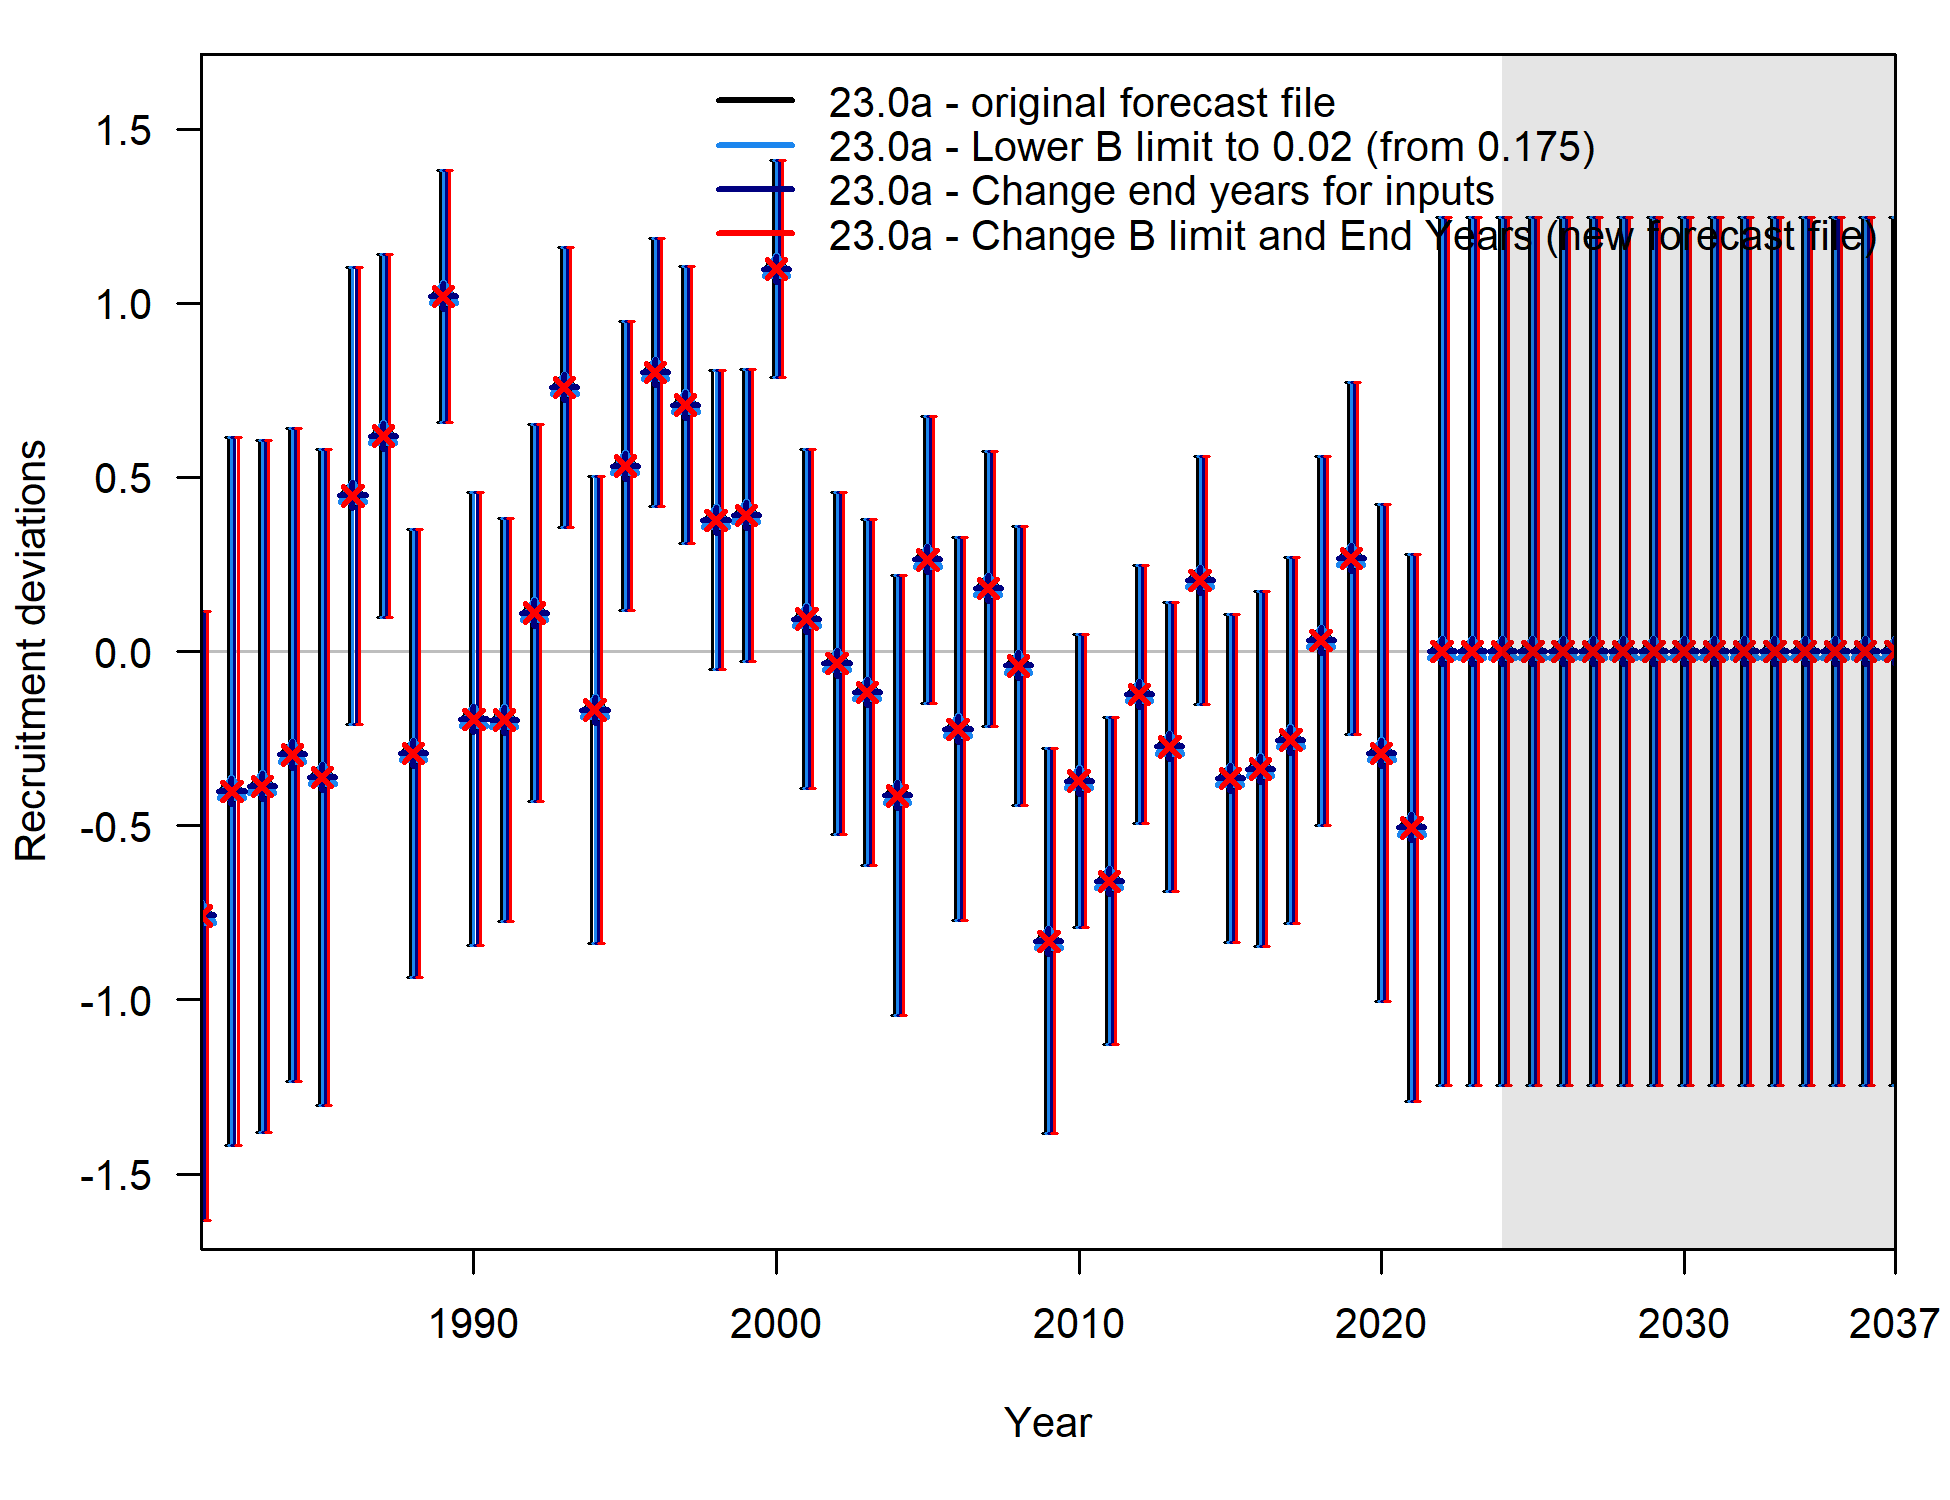 23.0a - original forecast file
23.0a - Lower B limit to 0.02 (from 0.175)
23.0a - Change end years for inputs
23.0a - Change B limit and End Years (new forecast file)
Recruitment deviations
1.5
1.0
0.5
0.0
-0.5
-1.0
-1.5
1990 2000 2010 2020 2030 2037
Year